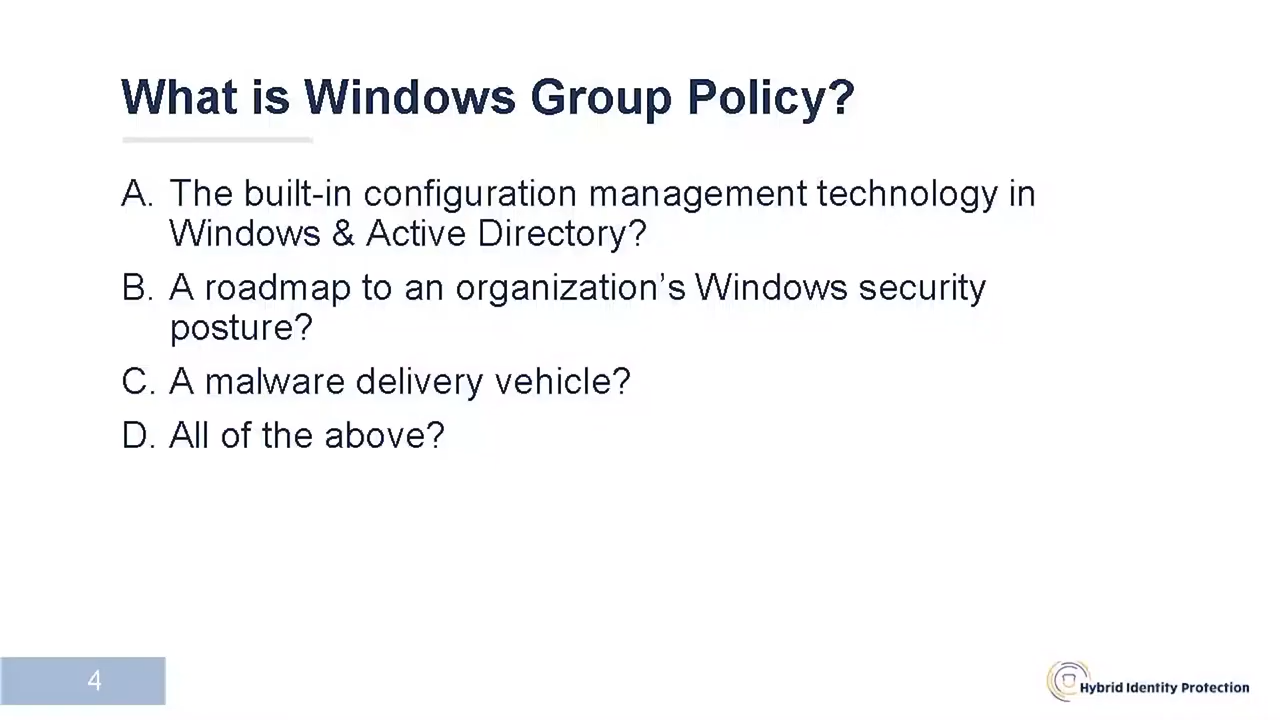 What is Windows Group Policy?
A. The built-in configuration management technology in
Windows & Active Directory?
B. A roadmap to an organization’s Windows security
posture?
C. A malware delivery vehicle?
D. All of the above?
4
Hybrid Identity Protection